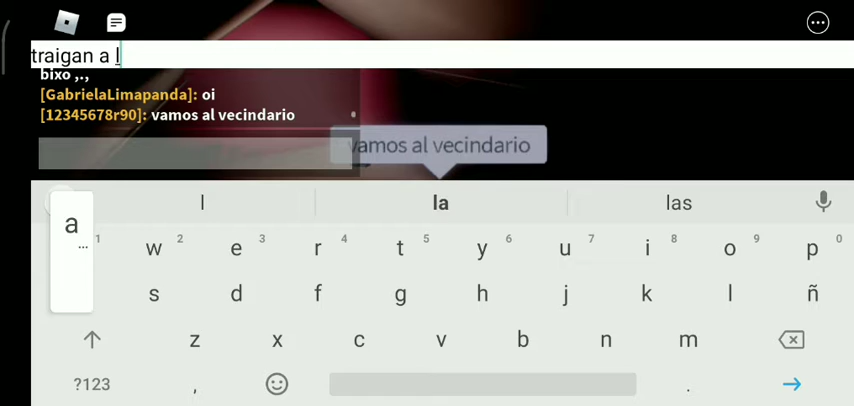 traigan a l
bixo ,.,
[GabrielaLimapanda]: oi
[12345678r90]: vamos al vecindario
vamos al vecindario
l la las
a ... 1 w 2 e 3 r 4 t 5 y 6 u 7 i 8 o 9 p 0
s d f g h j k l ñ
z x c v b n m
?123 , .